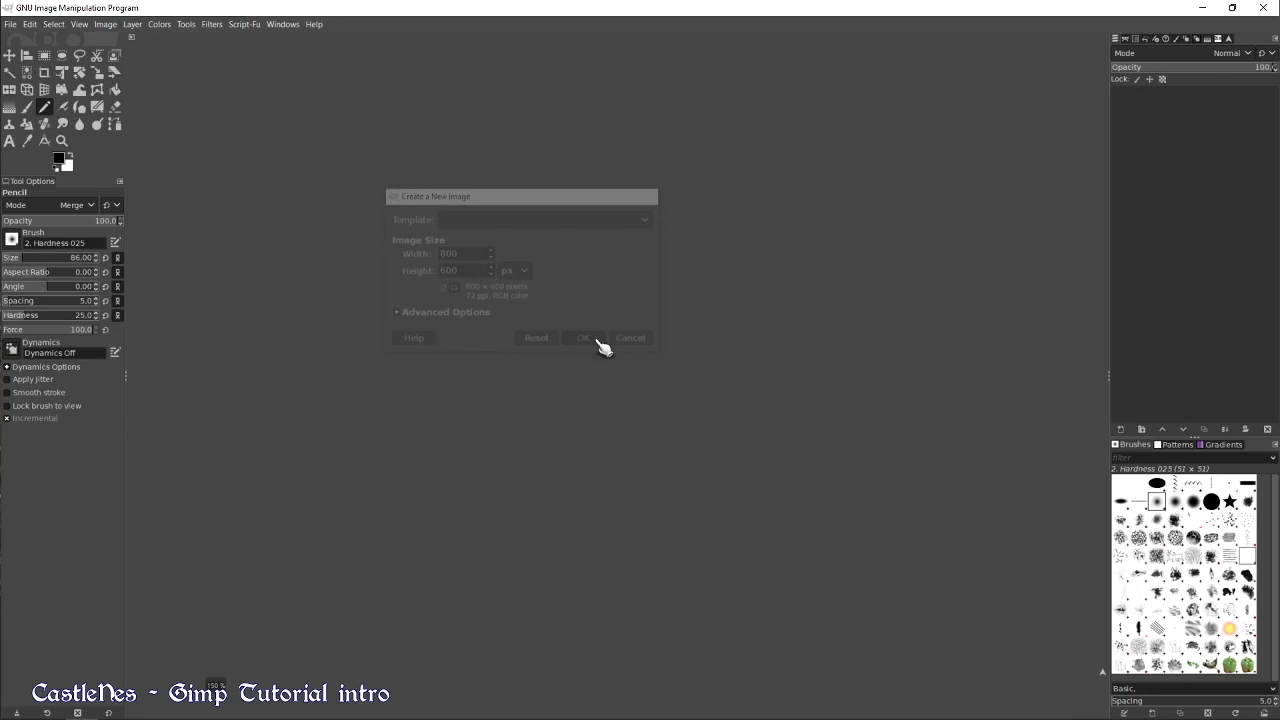 GNU Image Manipulation Program
File Edit Select View Image Layer Colors Tools Filters Script-Fu Windows Help
Tool Options
Pencil
Mode Merge
Opacity 100.0
Brush
2. Hardness 025
Size 86.00
Aspect Ratio 0.00
Angle 0.00
Spacing 5.0
Hardness 25.0
Force 100.0
Dynamics
Dynamics Off
Dynamics Options
Apply jitter
Smooth stroke
Lock brush to view
Incremental
Create a New Image
Template:
Image Size
Width: 800
Height: 600 px
800 × 600 pixels
72 ppi, RGB color
Advanced Options
Help Reset OK Cancel
Mode Normal
Opacity 100.
Lock:
Brushes Patterns Gradients
filter
2. Hardness 025 (51 × 51)
Basic,
Spacing 5.0
150 %
CastleNes - Gimp Tutorial intro